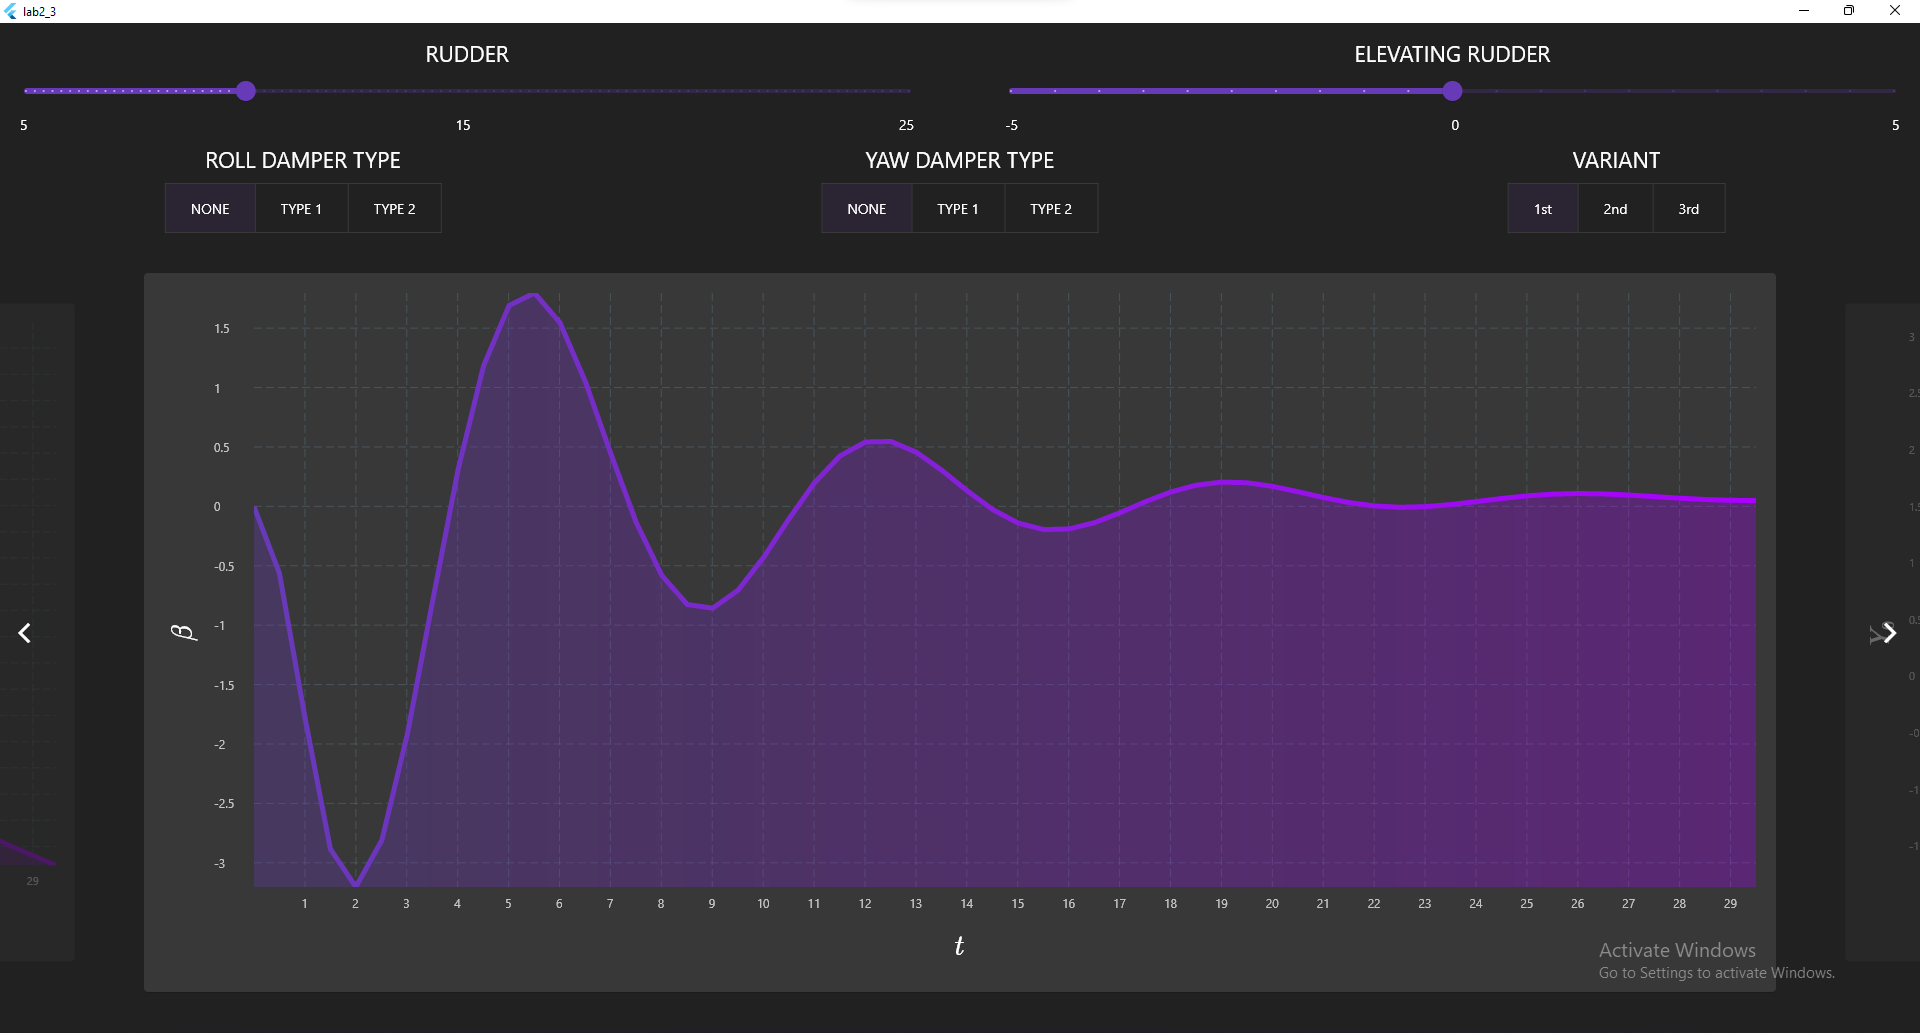 lab2_3
RUDDER
ELEVATING RUDDER
5 15 25
-5 0 5
ROLL DAMPER TYPE
NONE TYPE 1 TYPE 2
YAW DAMPER TYPE
NONE TYPE 1 TYPE 2
VARIANT
1st 2nd 3rd
1.5
1
0.5
0
-0.5
-1
-1.5
-2
-2.5
-3
β
1 2 3 4 5 6 7 8 9 10 11 12 13 14 15 16 17 18 19 20 21 22 23 24 25 26 27 28 29
t
29
3
2.5
2
1.5
1
0.5
0
Activate Windows
Go to Settings to activate Windows.